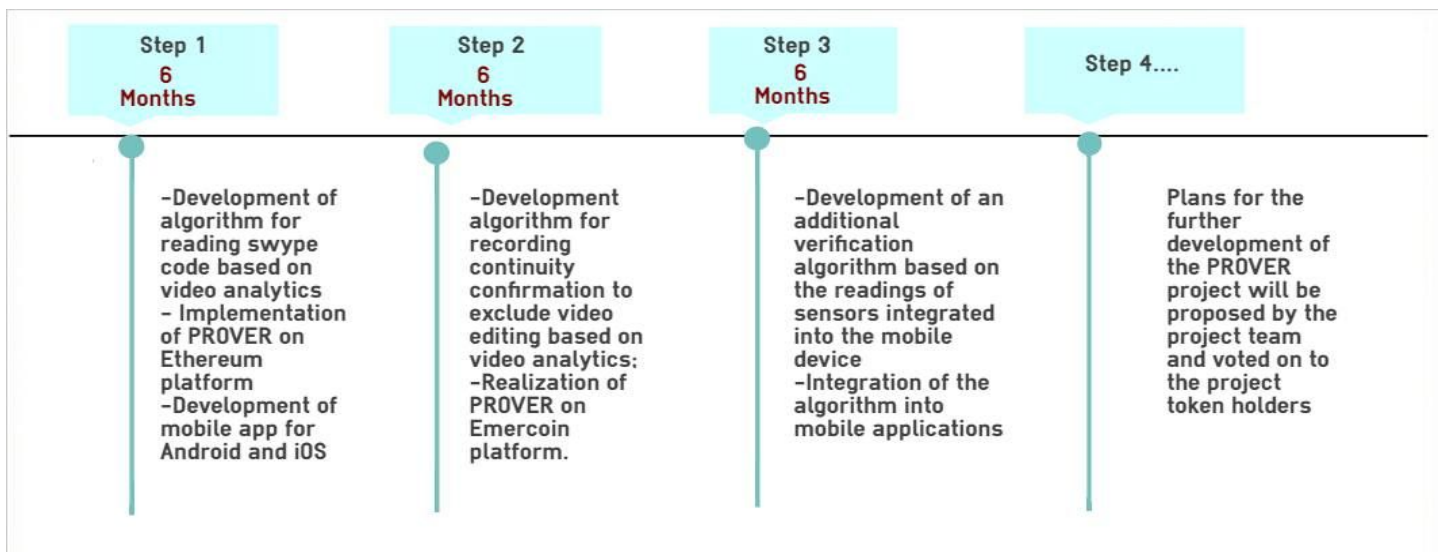 Step 1
6
Months
-Development of
algorithm for
reading swype
code based on
video analytics
- Implementation
of PROVER on
Ethereum
platform
-Development of
mobile app for
Android and iOS
Step 2
6
Months
-Development
algorithm for
recording
continuity
confirmation to
exclude video
editing based on
video analytics;
-Realization of
PROVER on
Emercoin
platform.
Step 3
6
Months
-Development of an
additional
verification
algorithm based on
the readings of
sensors integrated
into the mobile
device
-Integration of the
algorithm into
mobile applications
Step 4....
Plans for the
further
development of
the PROVER
project will be
proposed by the
project team
and voted on to
the project
token holders